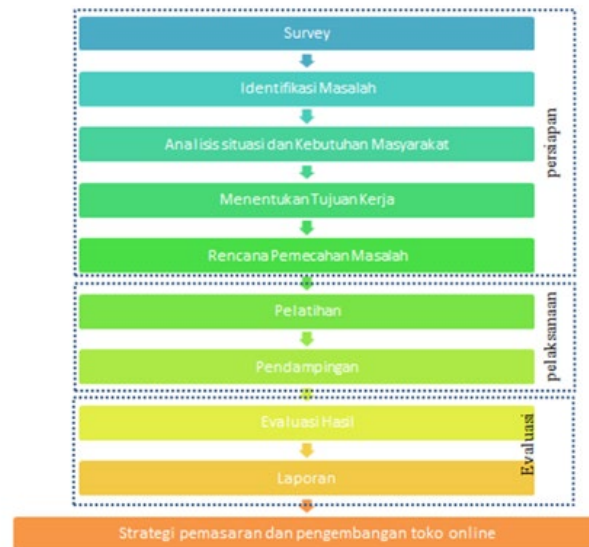 Survey
Identifikasi Masalah
Analisis situasi dan Kebutuhan Masyarakat
Menentukan Tujuan Kerja
Rencana Pemecahan Masalah
persiapan
Pelatihan
Pendampingan
pelaksanaan
Evaluasi Hasil
Laporan
Evaluasi
Strategi pemasaran dan pengembangan toko online